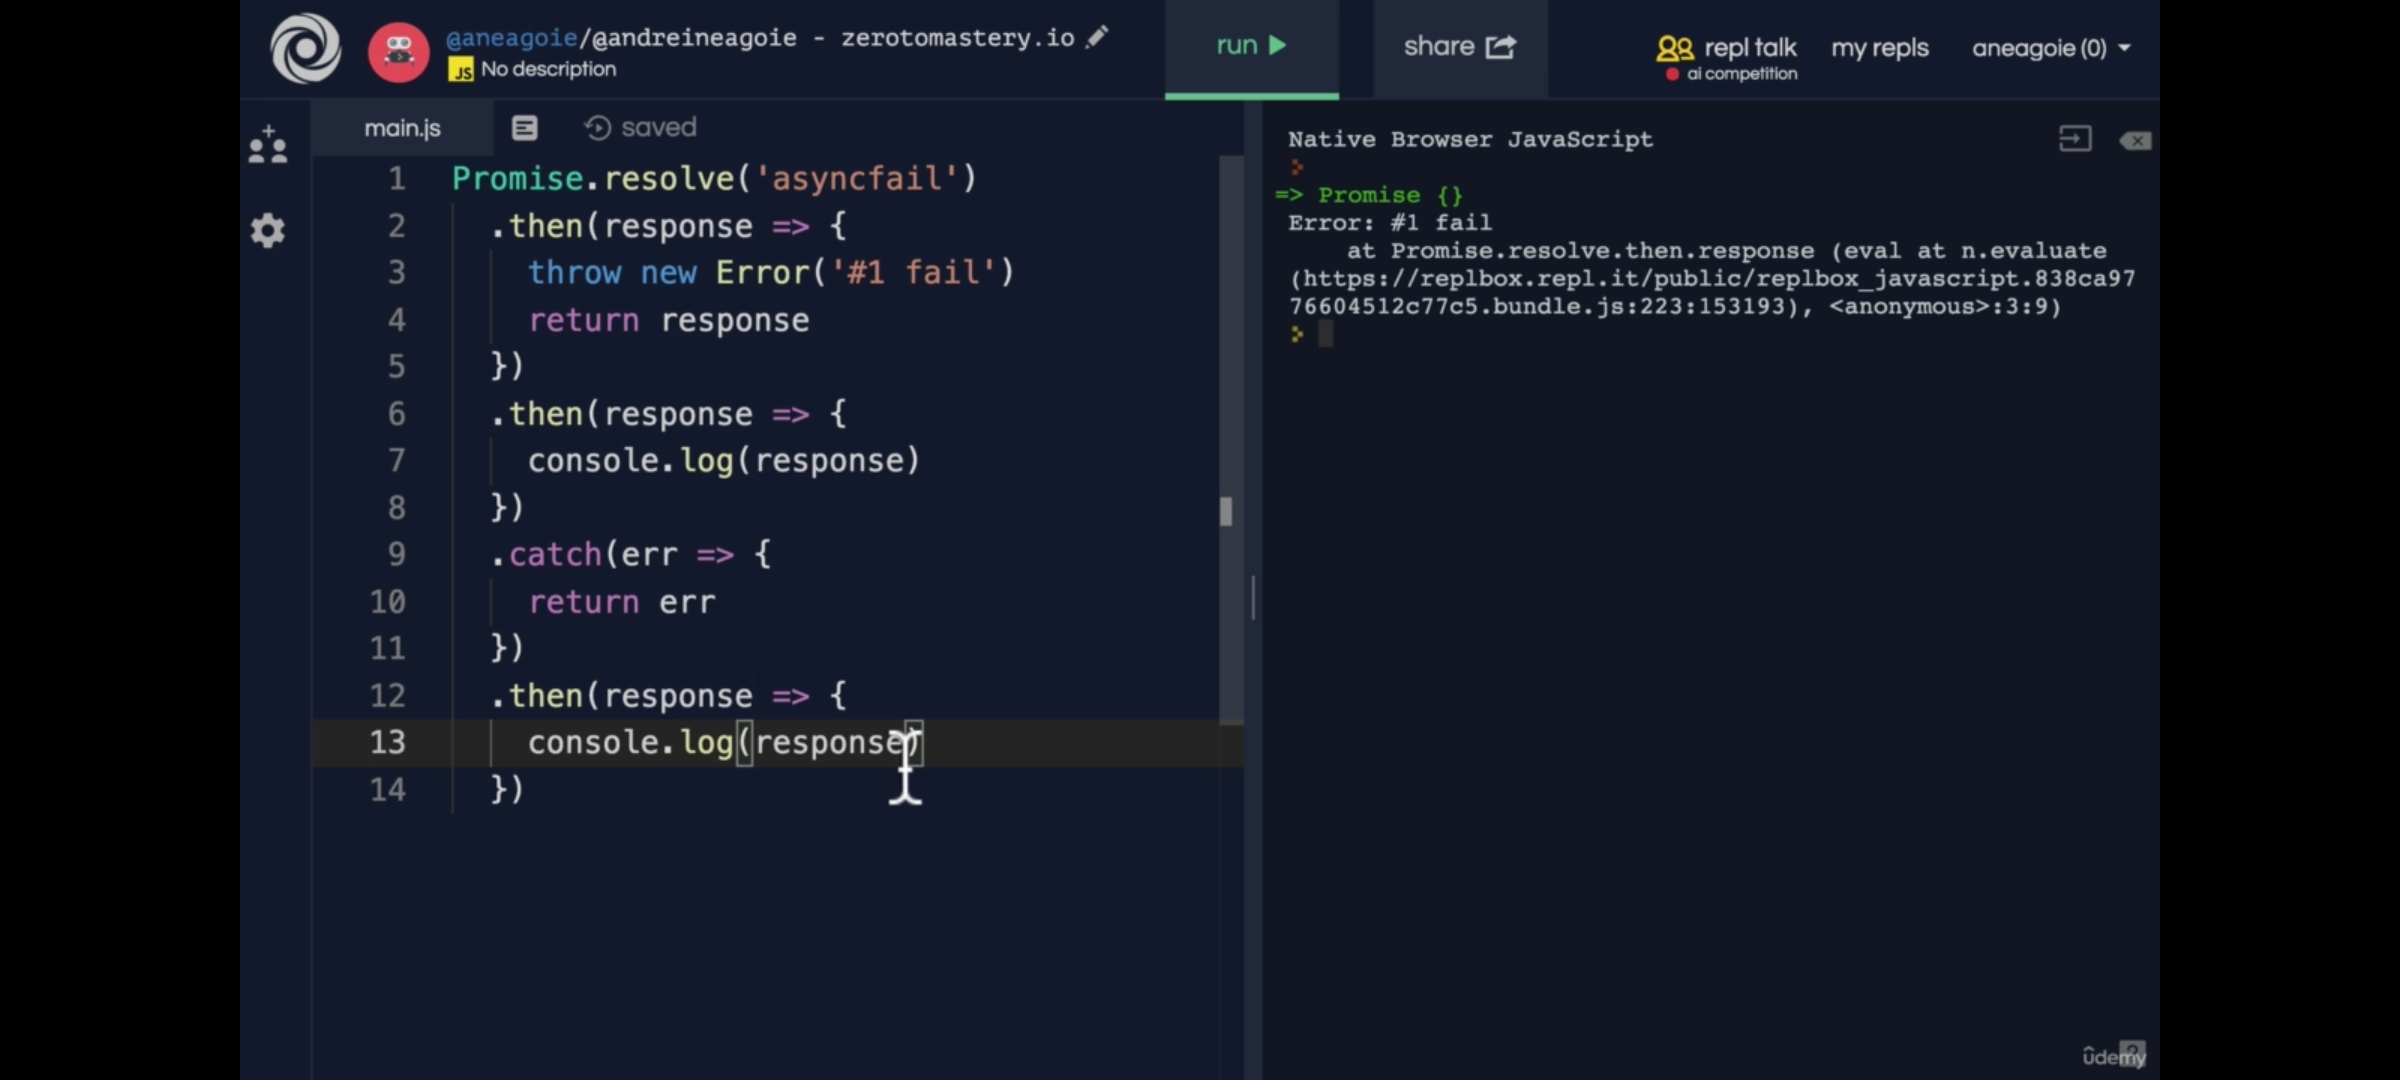 @aneagoie/@andreineagoie - zerotomastery.io
JS No description
run
share
repl talk
ai competition
my repls
aneagoie (0)
main.js
saved
1 Promise.resolve('asyncfail')
2 .then(response => {
3 throw new Error('#1 fail')
4 return response
5 })
6 .then(response => {
7 console.log(response)
8 })
9 .catch(err => {
10 return err
11 })
12 .then(response => {
13 console.log(response)
14 })
Native Browser JavaScript
=> Promise {}
Error: #1 fail
at Promise.resolve.then.response (eval at n.evaluate
(https://replbox.repl.it/public/replbox_javascript.838ca97
76604512c77c5.bundle.js:223:153193), <anonymous>:3:9)
ûdemy